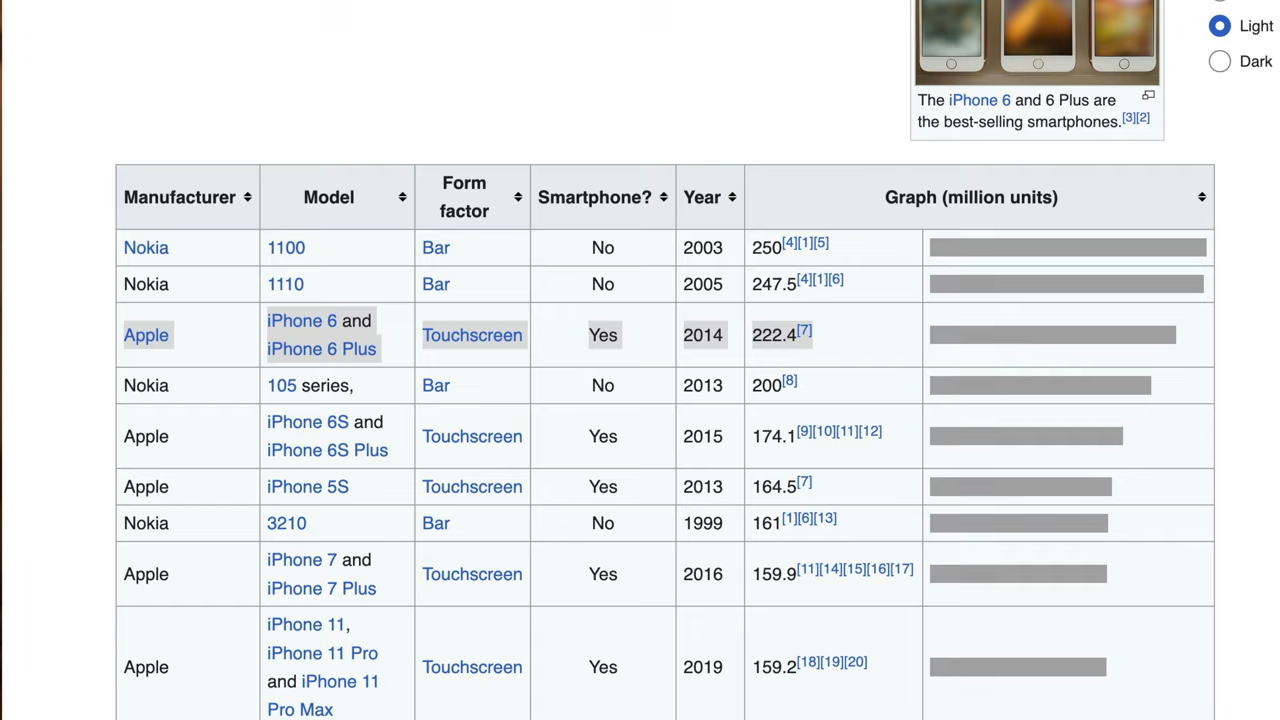 Light
Dark
The iPhone 6 and 6 Plus are
the best-selling smartphones.[3][2]
Manufacturer Model Form factor Smartphone? Year Graph (million units)
Nokia 1100 Bar No 2003 250[4][1][5]
Nokia 1110 Bar No 2005 247.5[4][1][6]
Apple iPhone 6 and iPhone 6 Plus Touchscreen Yes 2014 222.4[7]
Nokia 105 series, Bar No 2013 200[8]
Apple iPhone 6S and iPhone 6S Plus Touchscreen Yes 2015 174.1[9][10][11][12]
Apple iPhone 5S Touchscreen Yes 2013 164.5[7]
Nokia 3210 Bar No 1999 161[1][6][13]
Apple iPhone 7 and iPhone 7 Plus Touchscreen Yes 2016 159.9[11][14][15][16][17]
Apple iPhone 11, iPhone 11 Pro and iPhone 11 Pro Max Touchscreen Yes 2019 159.2[18][19][20]